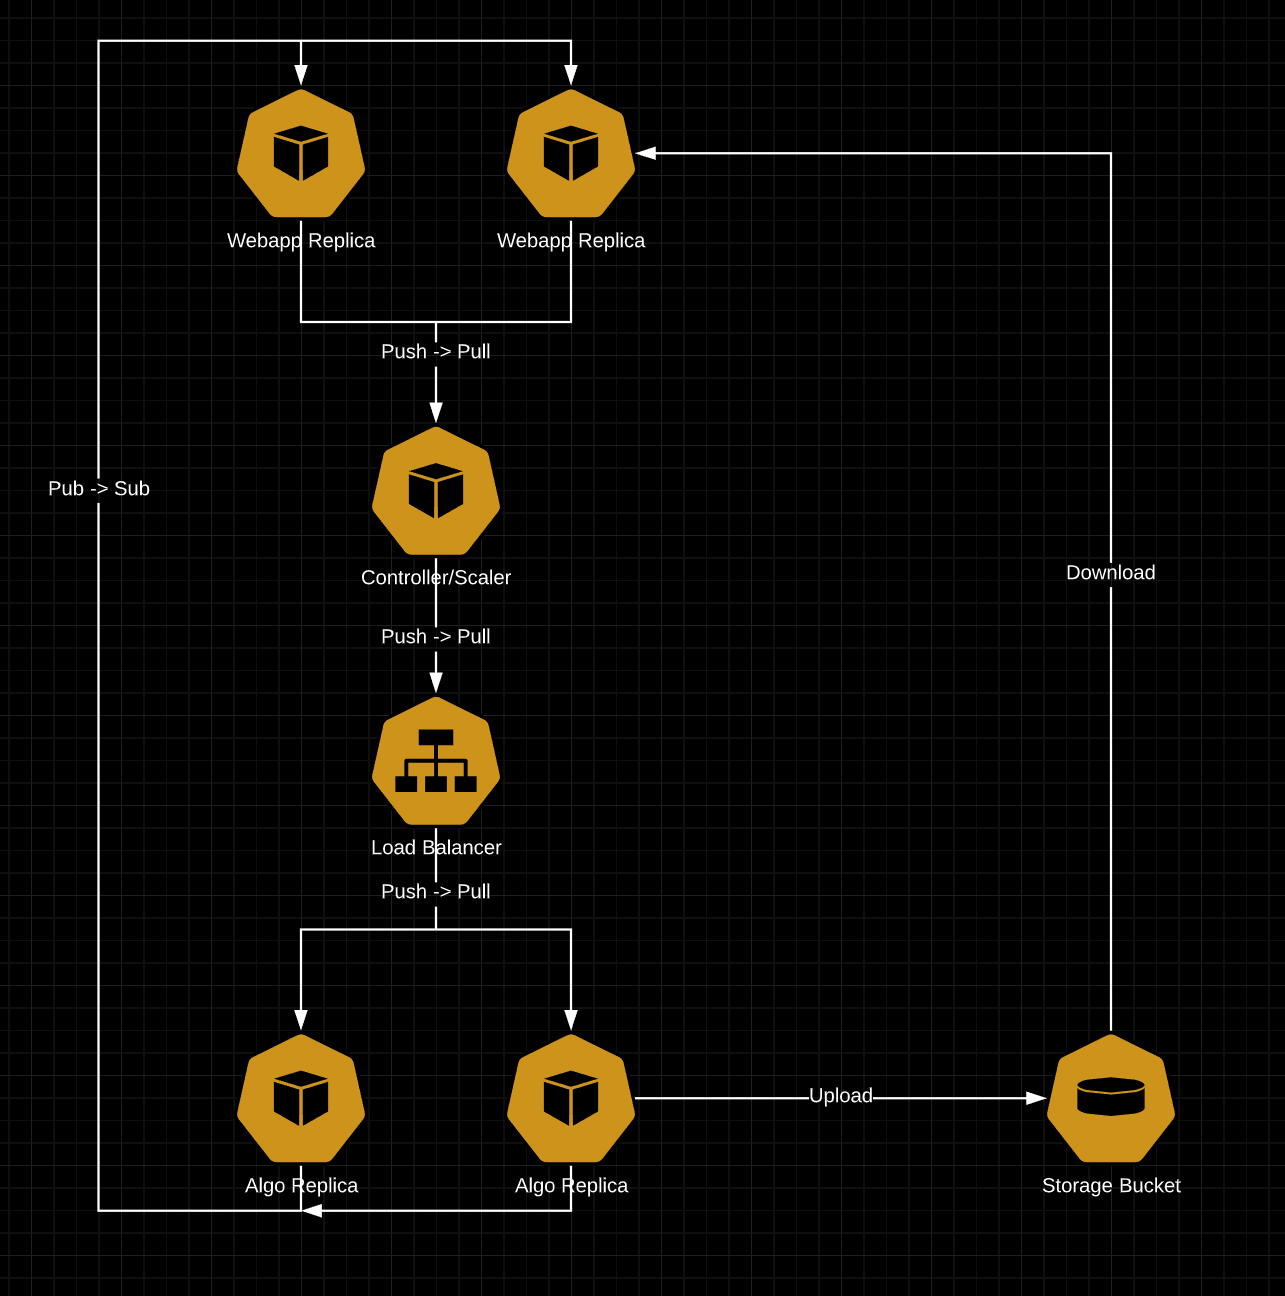 Webapp Replica
Webapp Replica
Push -> Pull
Pub -> Sub
Controller/Scaler
Download
Push -> Pull
Load Balancer
Push -> Pull
Upload
Algo Replica
Algo Replica
Storage Bucket